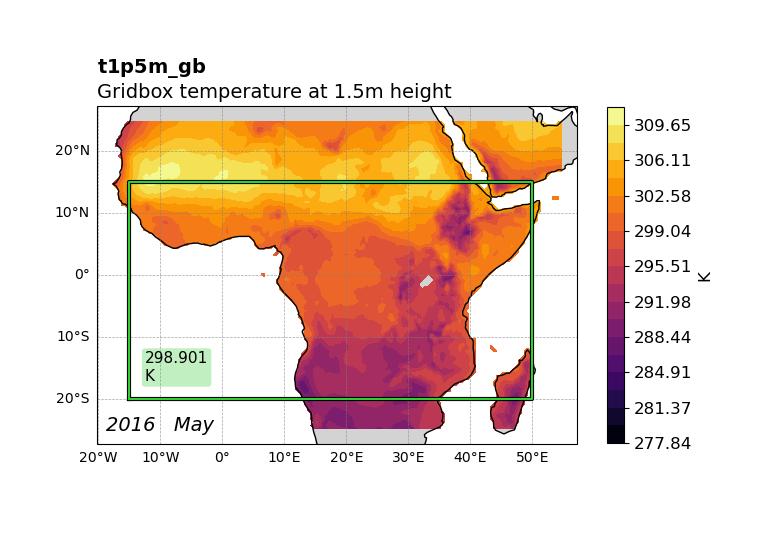 t1p5m_gb
Gridbox temperature at 1.5m height
20°N
10°N
0°
10°S
20°S
298.901
K
2016 May
20°W 10°W 0° 10°E 20°E 30°E 40°E 50°E
309.65
306.11
302.58
299.04
295.51
291.98
288.44
284.91
281.37
277.84
K